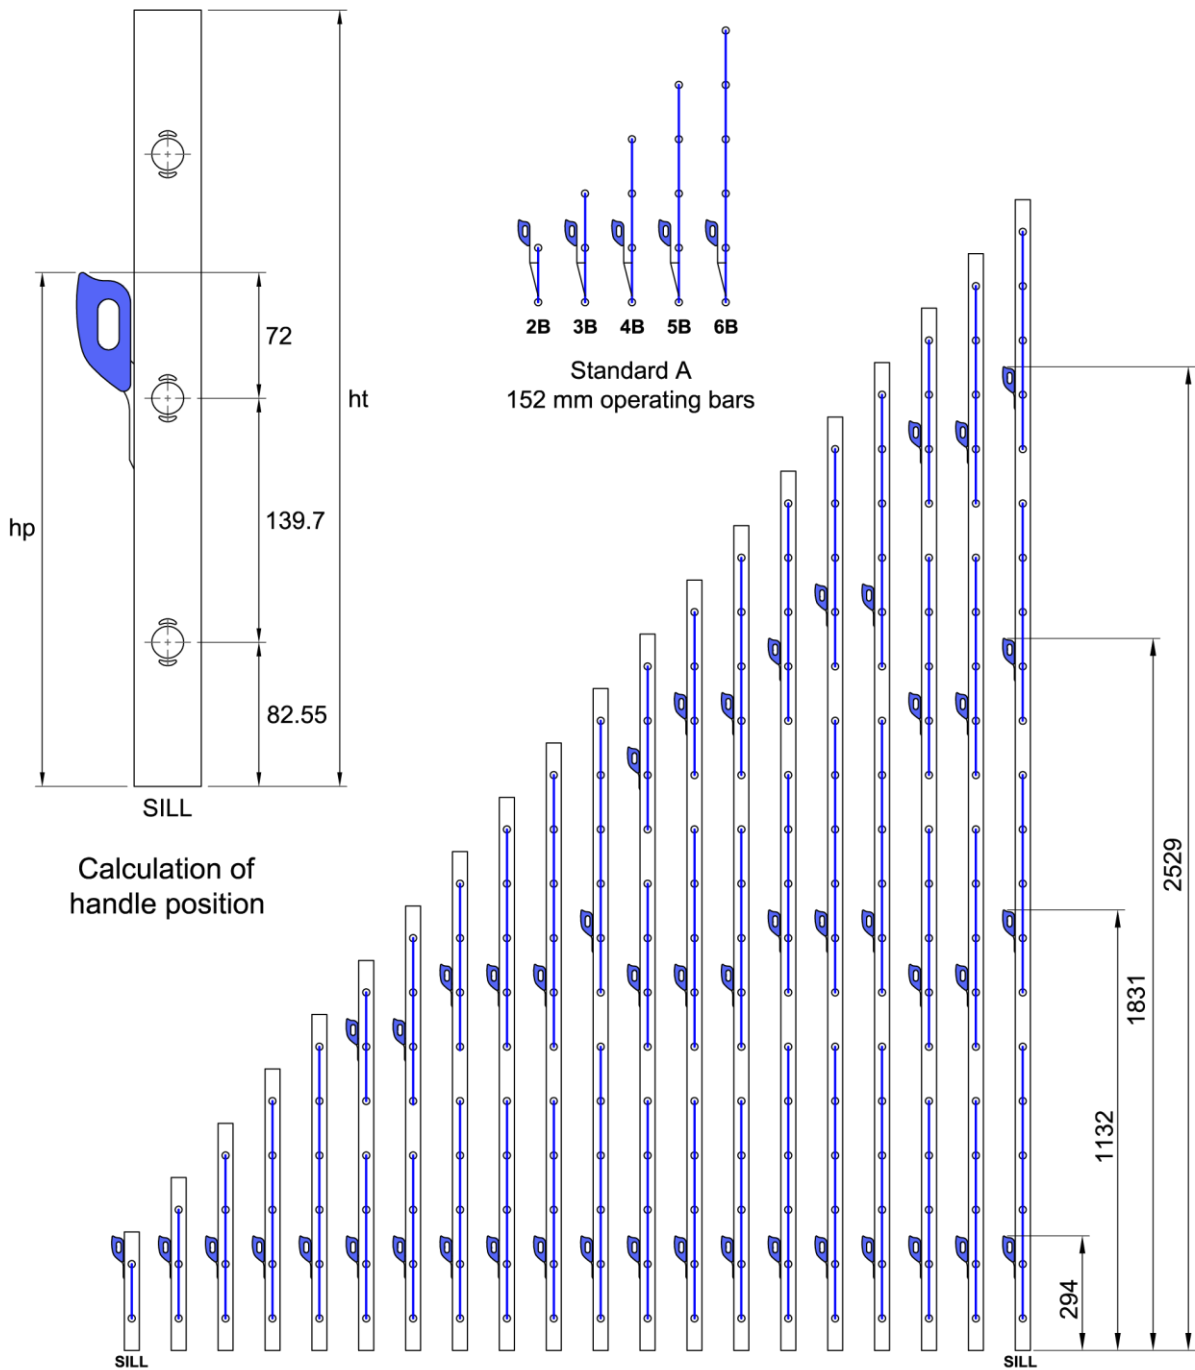 72
ht
139.7
hp
82.55
SILL
Calculation of
handle position
2B 3B 4B 5B 6B
Standard A
152 mm operating bars
2529
1831
1132
294
SILL
SILL